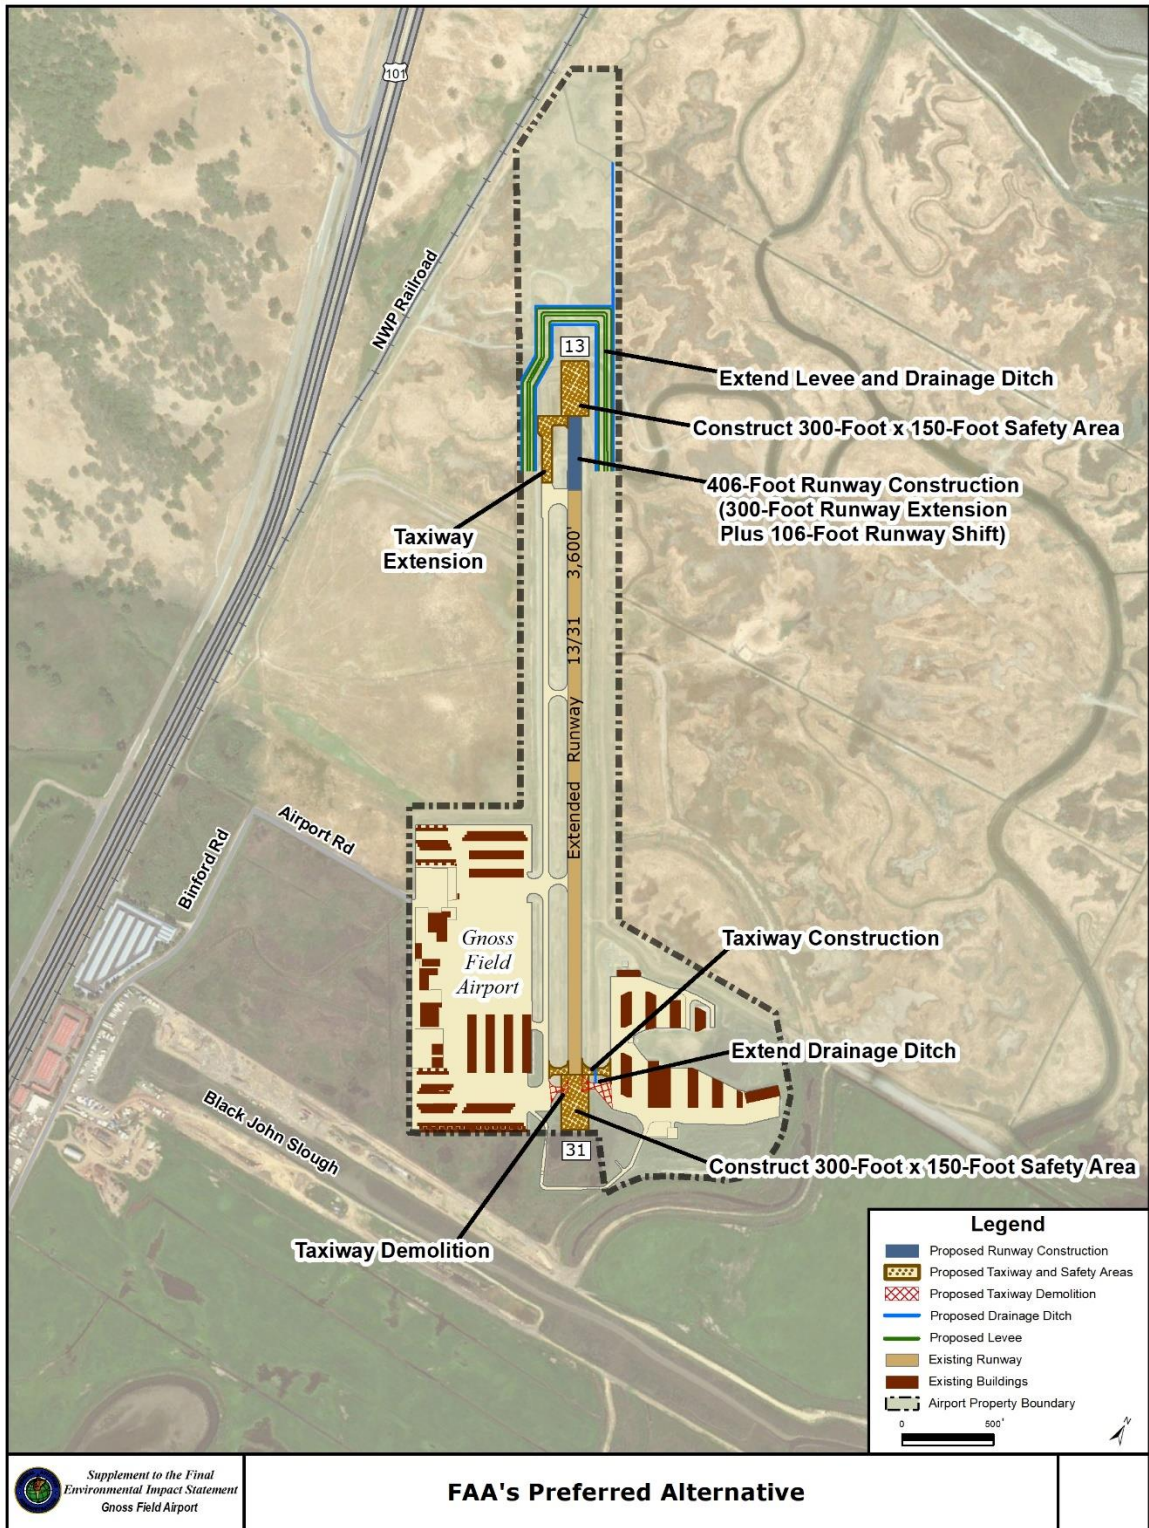 101
NWP Railroad
13
Extend Levee and Drainage Ditch
Construct 300-Foot x 150-Foot Safety Area
406-Foot Runway Construction
(300-Foot Runway Extension
Plus 106-Foot Runway Shift)
Taxiway
Extension
Extended Runway 13/31 3,600'
Airport Rd
Binford Rd
Gnoss
Field
Airport
Taxiway Construction
Extend Drainage Ditch
Black John Slough
31
Construct 300-Foot x 150-Foot Safety Area
Taxiway Demolition
Legend
Proposed Runway Construction
Proposed Taxiway and Safety Areas
Proposed Taxiway Demolition
Proposed Drainage Ditch
Proposed Levee
Existing Runway
Existing Buildings
Airport Property Boundary
0 500'
N
Supplement to the Final
Environmental Impact Statement
Gnoss Field Airport
FAA's Preferred Alternative